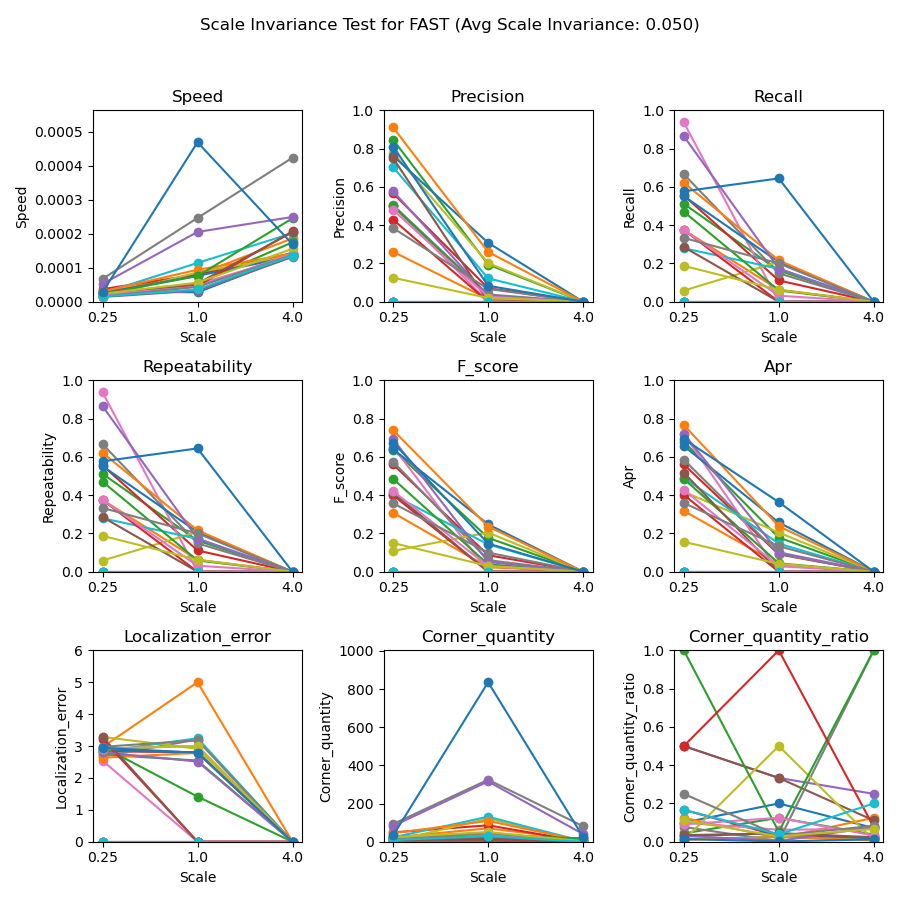 Scale Invariance Test for FAST (Avg Scale Invariance: 0.050)
Speed
Precision
Recall
0.0005
0.0004
0.0003
0.0002
0.0001
0.0000
Speed
0.25 1.0 4.0
Scale
1.0
0.8
0.6
0.4
0.2
0.0
Precision
0.25 1.0 4.0
Scale
1.0
0.8
0.6
0.4
0.2
0.0
Recall
0.25 1.0 4.0
Scale
Repeatability
F_score
Apr
1.0
0.8
0.6
0.4
0.2
0.0
Repeatability
0.25 1.0 4.0
Scale
1.0
0.8
0.6
0.4
0.2
0.0
F_score
0.25 1.0 4.0
Scale
1.0
0.8
0.6
0.4
0.2
0.0
Apr
0.25 1.0 4.0
Scale
Localization_error
Corner_quantity
Corner_quantity_ratio
6
5
4
3
2
1
0
Localization_error
0.25 1.0 4.0
Scale
1000
800
600
400
200
0
Corner_quantity
0.25 1.0 4.0
Scale
1.0
0.8
0.6
0.4
0.2
0.0
Corner_quantity_ratio
0.25 1.0 4.0
Scale